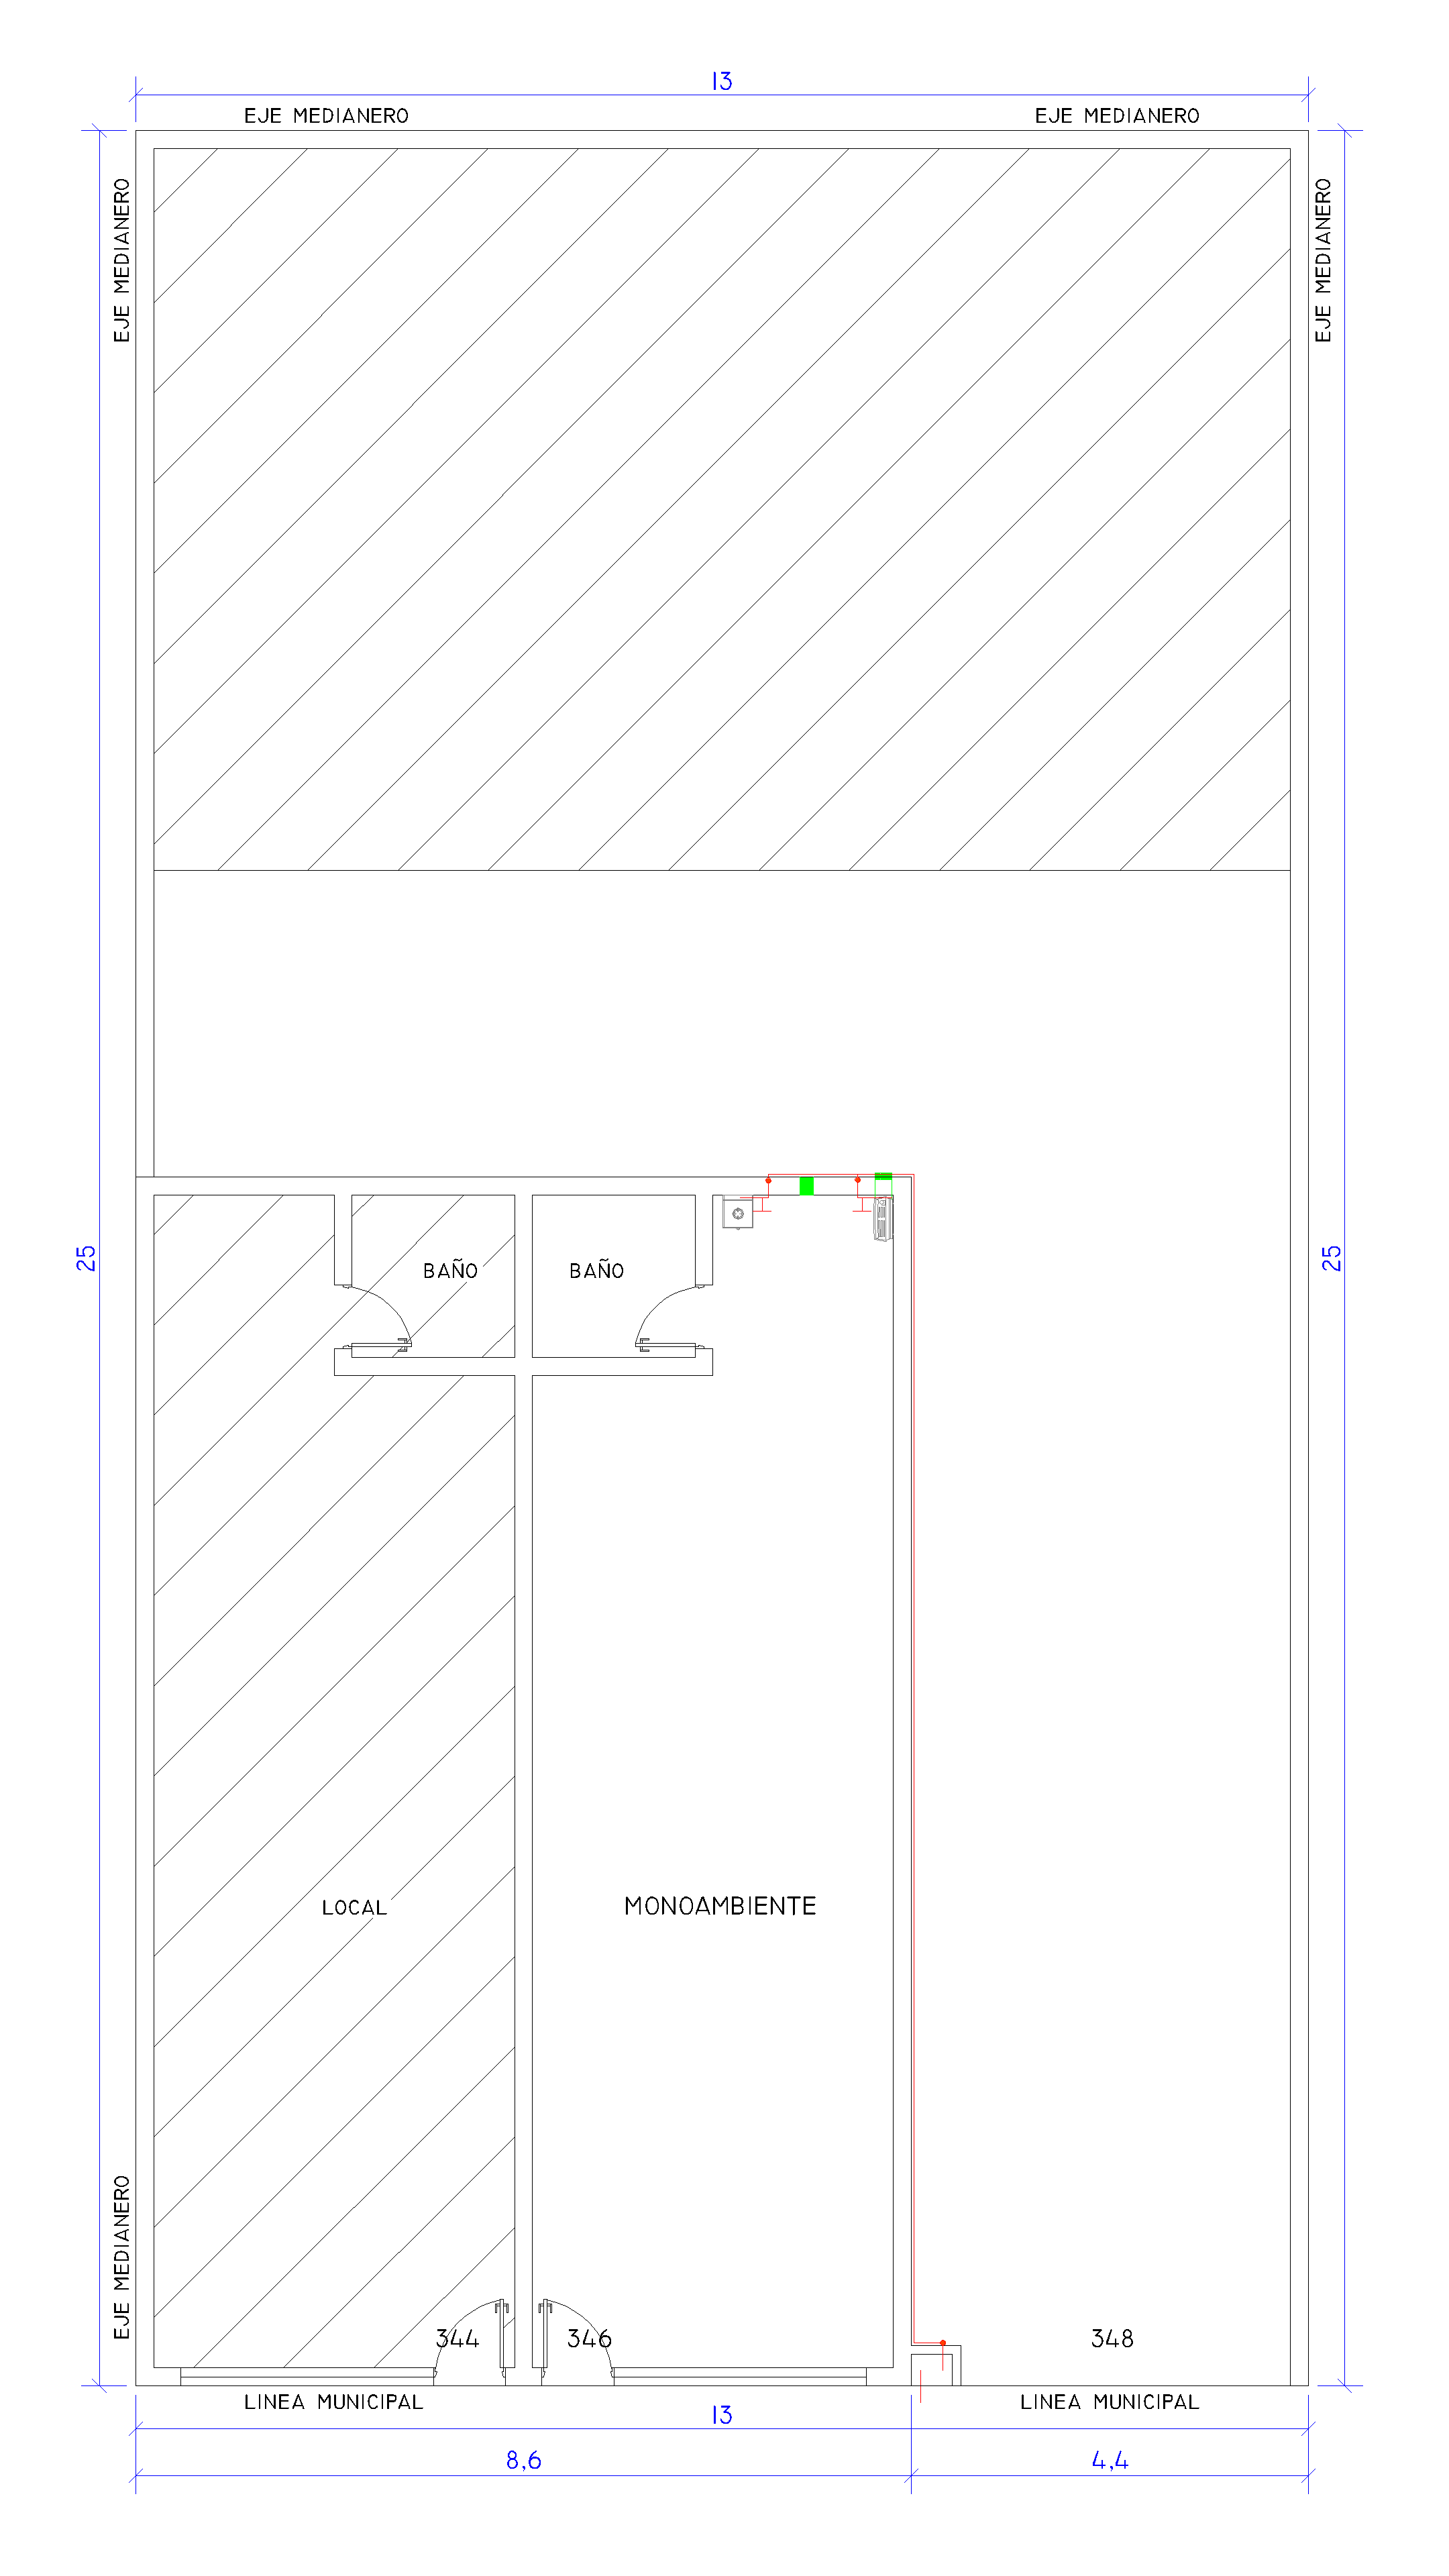 13
EJE MEDIANERO
EJE MEDIANERO
EJE MEDIANERO
EJE MEDIANERO
25
25
BAÑO
BAÑO
LOCAL
MONOAMBIENTE
EJE MEDIANERO
344
346
348
LINEA MUNICIPAL
LINEA MUNICIPAL
13
8,6
4,4